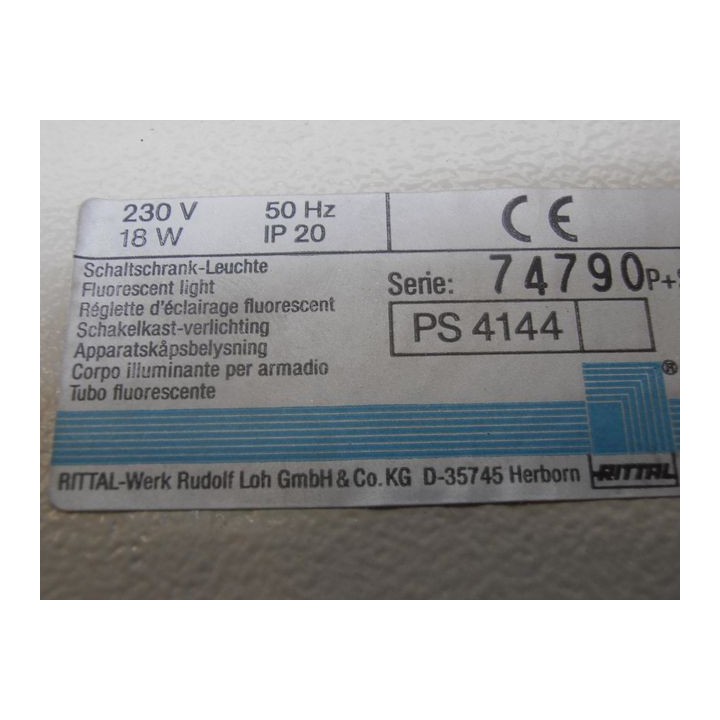 230 V 50 Hz
18 W IP 20
CE
Schaltschrank-Leuchte
Fluorescent light
Réglette d'éclairage fluorescent
Schakelkast-verlichting
Apparatskåpsbelysning
Corpo illuminante per armadio
Tubo fluorescente
Serie: 74790 P+
PS 4144
®
RITTAL
RITTAL-Werk Rudolf Loh GmbH & Co. KG D-35745 Herborn